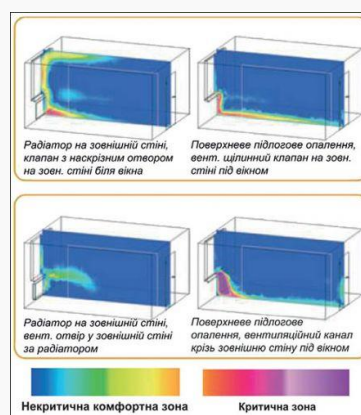 Радіатор на зовнішній стіні,
клапан з наскрізним отвором
на зовн. стіні біля вікна
Поверхневе підлогове опалення,
вент. щілинний клапан на зовн.
стіні під вікном
Радіатор на зовнішній стіні,
вент. отвір у зовнішній стіні
за радіатором
Поверхневе підлогове
опалення, вентиляційний канал
крізь зовнішню стіну під вікном
Некритична комфортна зона
Критична зона